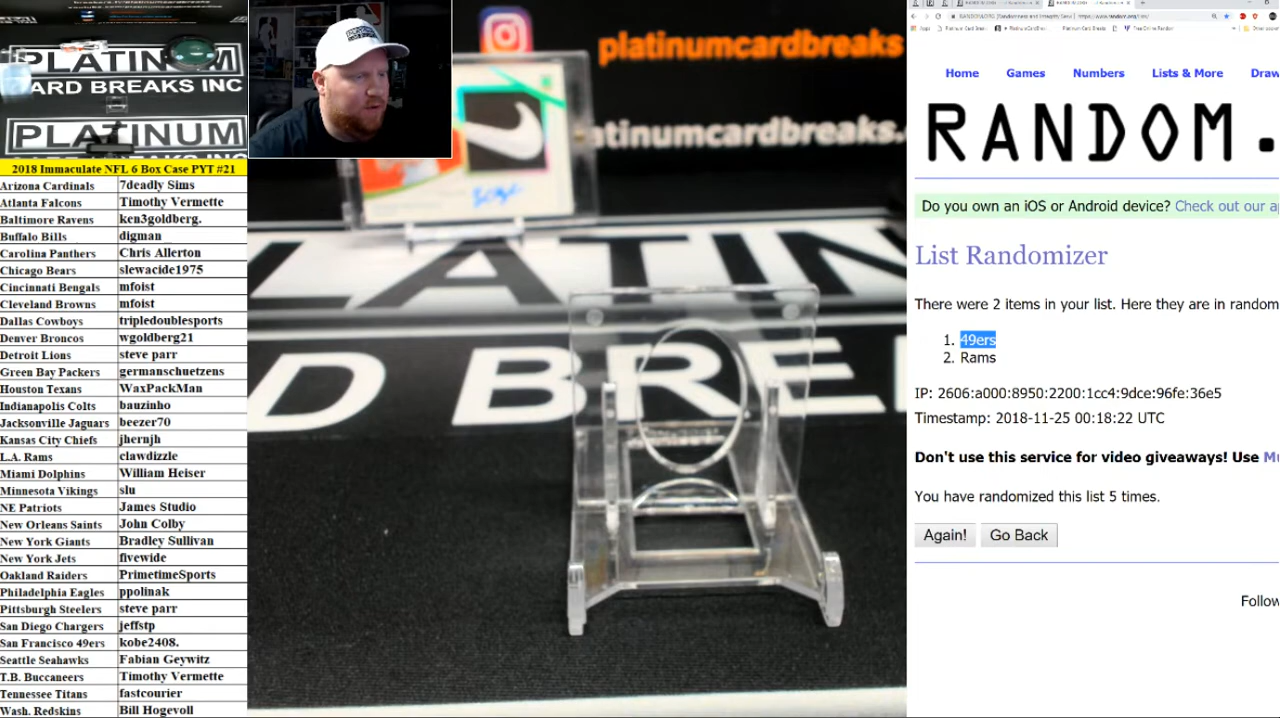 PLATINUM
CARD BREAKS INC
PLATINUM
CARD BREAKS INC
2018 Immaculate NFL 6 Box Case PYT #21
Arizona Cardinals 7deadly Sims
Atlanta Falcons Timothy Vermette
Baltimore Ravens ken3goldberg.
Buffalo Bills digman
Carolina Panthers Chris Allerton
Chicago Bears slewacide1975
Cincinnati Bengals mfoist
Cleveland Browns mfoist
Dallas Cowboys tripledoublesports
Denver Broncos wgoldberg21
Detroit Lions steve parr
Green Bay Packers germanschuetzens
Houston Texans WaxPackMan
Indianapolis Colts bauzinho
Jacksonville Jaguars beezer70
Kansas City Chiefs jhernjh
L.A. Rams clawdizzle
Miami Dolphins William Heiser
Minnesota Vikings slu
NE Patriots James Studio
New Orleans Saints John Colby
New York Giants Bradley Sullivan
New York Jets fivewide
Oakland Raiders PrimetimeSports
Philadelphia Eagles ppolinak
Pittsburgh Steelers steve parr
San Diego Chargers jeffstp
San Francisco 49ers kobe2408.
Seattle Seahawks Fabian Geywitz
T.B. Buccaneers Timothy Vermette
Tennessee Titans fastcourier
Wash. Redskins Bill Hogevoll
platinumcardbreaks
atinumcardbreaks.
LATIN
D BREA
Home Games Numbers Lists & More Draw
RANDOM.
Do you own an iOS or Android device? Check out our a
List Randomizer
There were 2 items in your list. Here they are in random
1. 49ers
2. Rams
IP: 2606:a000:8950:2200:1cc4:9dce:96fe:36e5
Timestamp: 2018-11-25 00:18:22 UTC
Don't use this service for video giveaways! Use Mu
You have randomized this list 5 times.
Again! Go Back
Follow